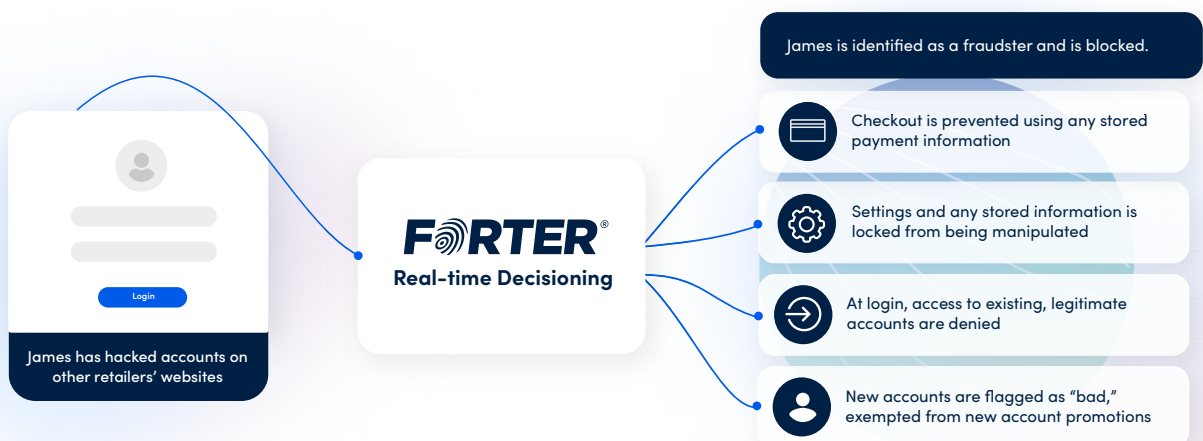 Login
James has hacked accounts on
other retailers’ websites
FORTER®
Real-time Decisioning
James is identified as a fraudster and is blocked.
Checkout is prevented using any stored
payment information
Settings and any stored information is
locked from being manipulated
At login, access to existing, legitimate
accounts are denied
New accounts are flagged as “bad,”
exempted from new account promotions